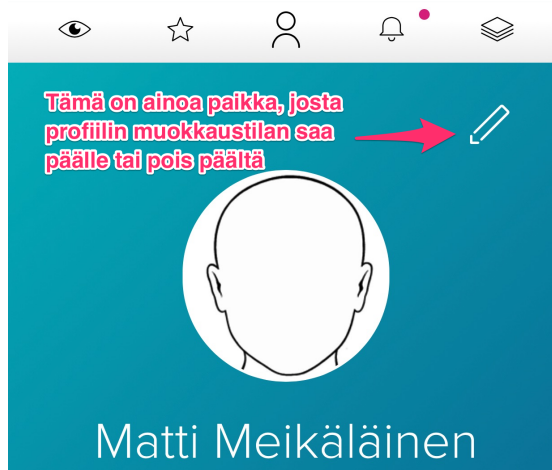 Tämä on ainoa paikka, josta
profiilin muokkaustilan saa
päälle tai pois päältä
Matti Meikäläinen